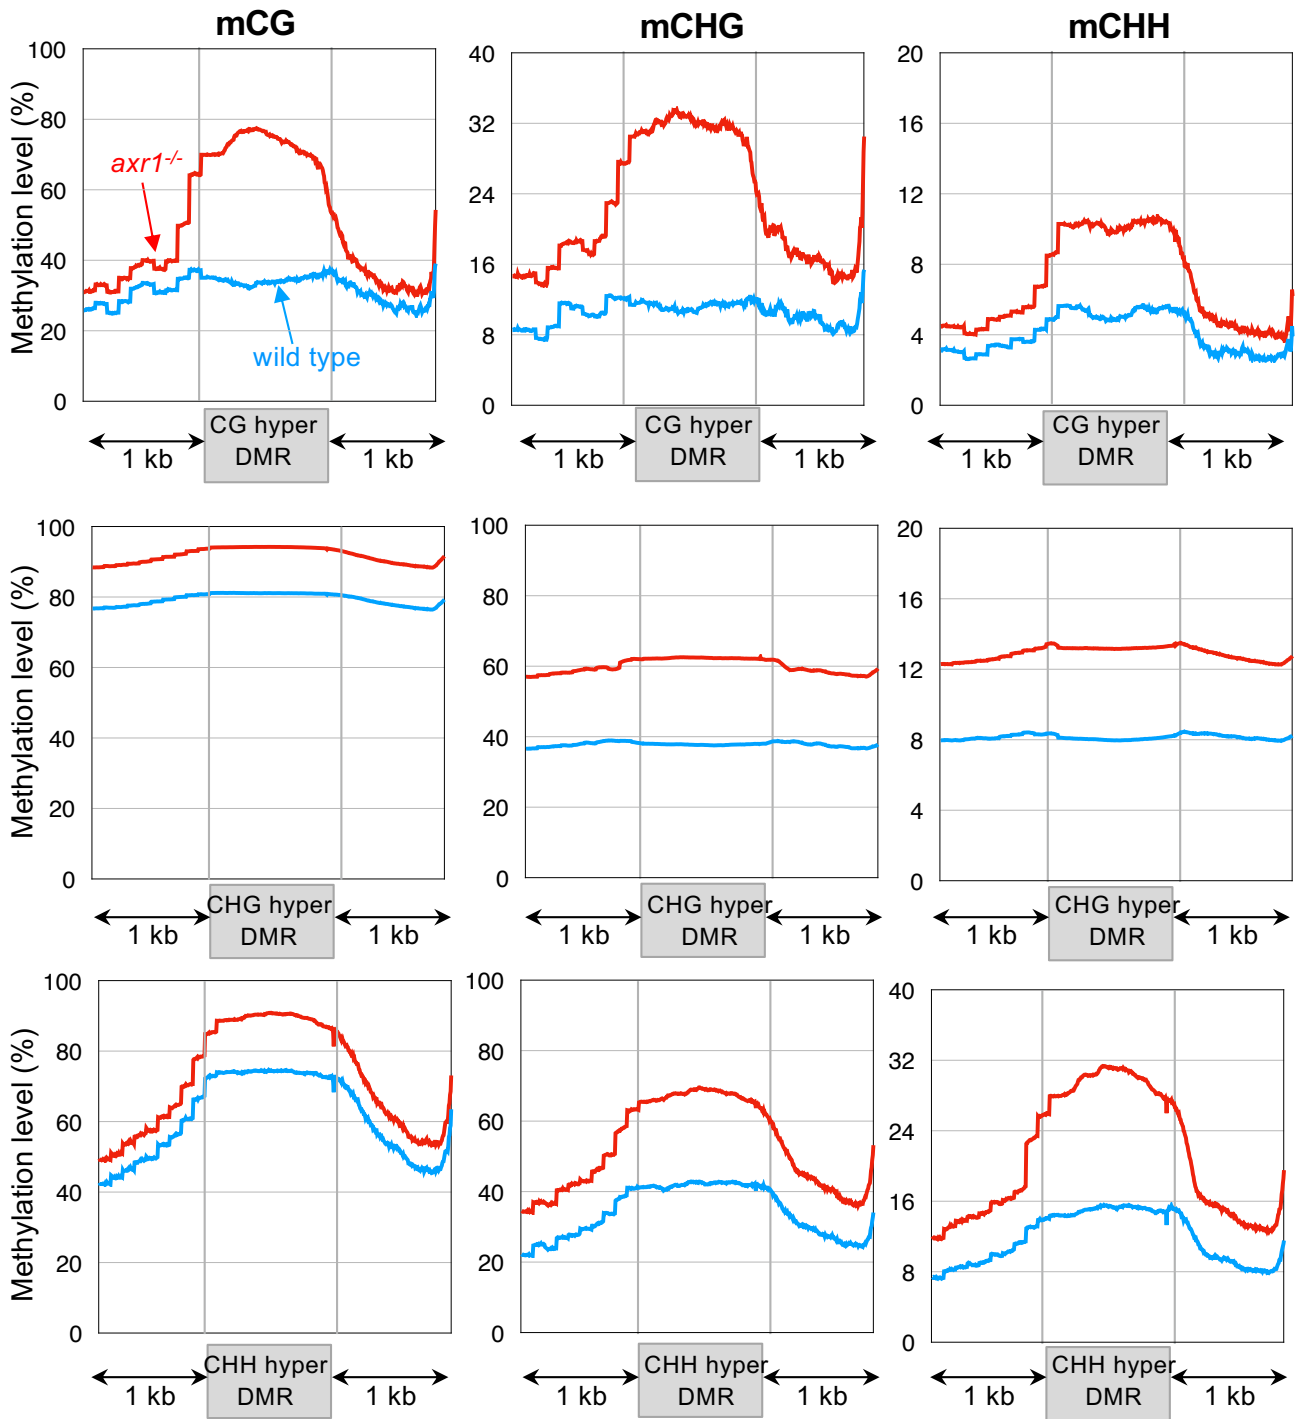 mCG
mCHG
mCHH
Methylation level (%)
100
80
60
40
20
0
axr1-/-
wild type
40
32
24
16
8
0
20
16
12
8
4
0
1 kb
CG hyper
DMR
1 kb
1 kb
CG hyper
DMR
1 kb
1 kb
CG hyper
DMR
1 kb
Methylation level (%)
100
80
60
40
20
0
100
80
60
40
20
0
20
16
12
8
4
0
1 kb
CHG hyper
DMR
1 kb
1 kb
CHG hyper
DMR
1 kb
1 kb
CHG hyper
DMR
1 kb
Methylation level (%)
100
80
60
40
20
0
100
80
60
40
20
0
40
32
24
16
8
0
1 kb
CHH hyper
DMR
1 kb
1 kb
CHH hyper
DMR
1 kb
1 kb
CHH hyper
DMR
1 kb